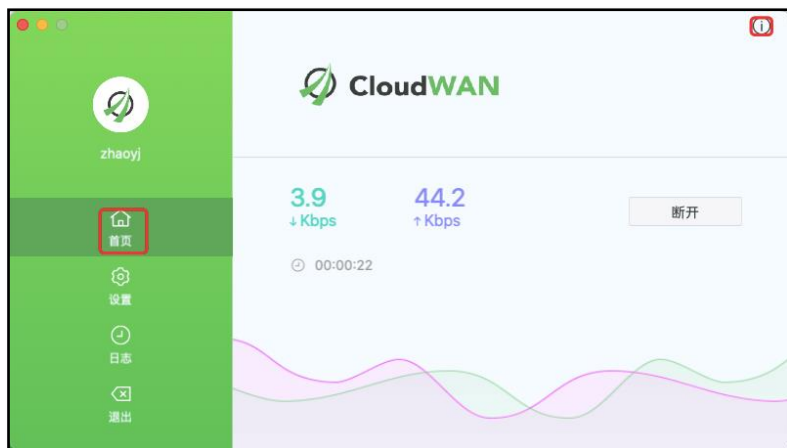 CloudWAN
zhaoyj
首页
设置
日志
退出
3.9
↓ Kbps
44.2
↑ Kbps
断开
00:00:22